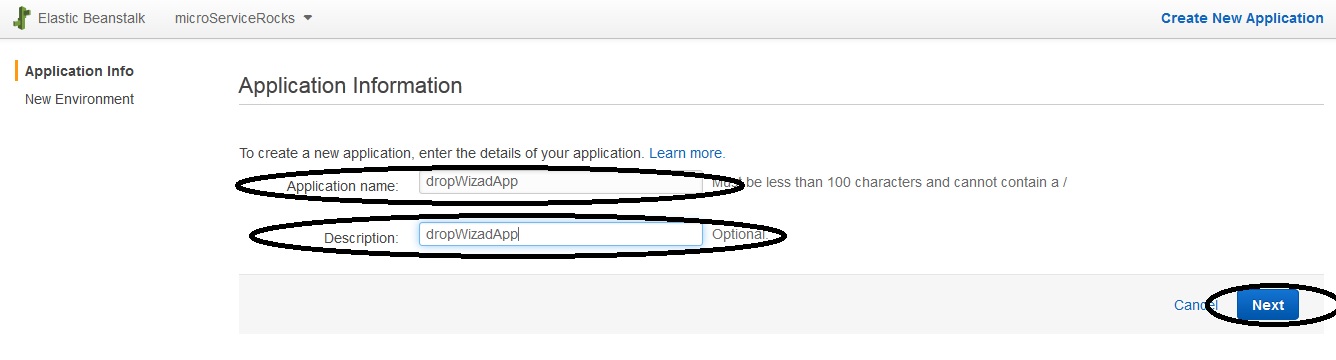 Elastic Beanstalk microServiceRocks Create New Application
Application Info
New Environment
Application Information
To create a new application, enter the details of your application. Learn more.
Application name: dropWizadApp Must be less than 100 characters and cannot contain a /
Description: dropWizadApp Optional.
Cancel Next